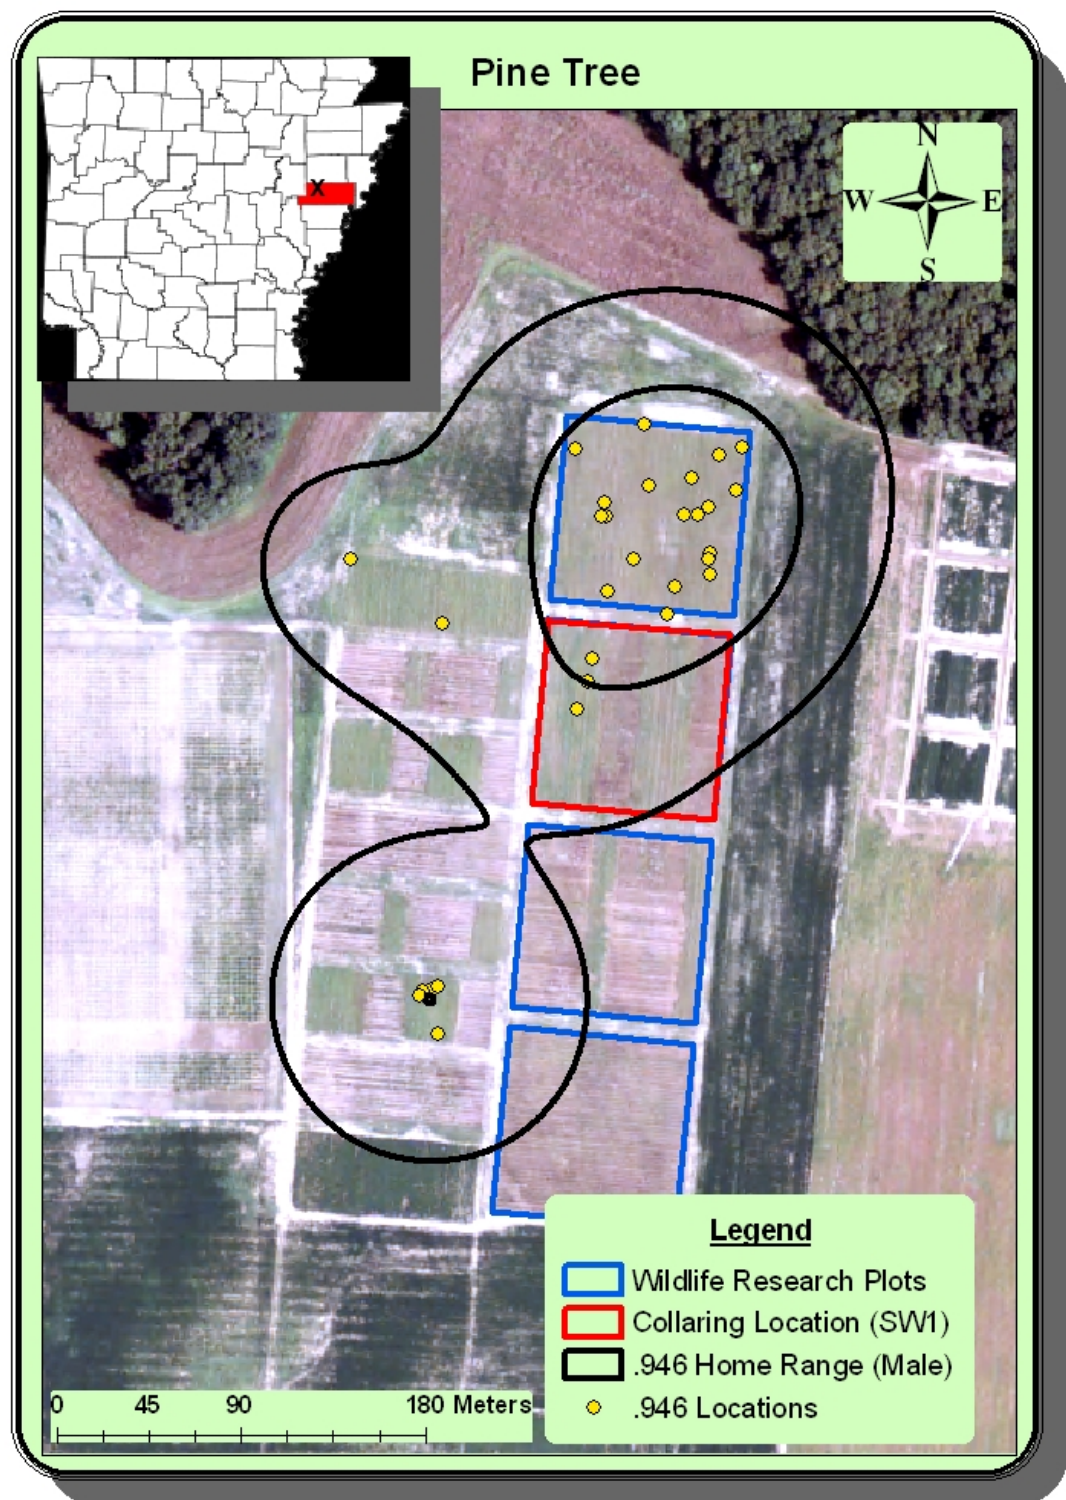 Pine Tree
X
N
W E
S
Legend
Wildlife Research Plots
Collaring Location (SW1)
.946 Home Range (Male)
.946 Locations
0 45 90 180 Meters